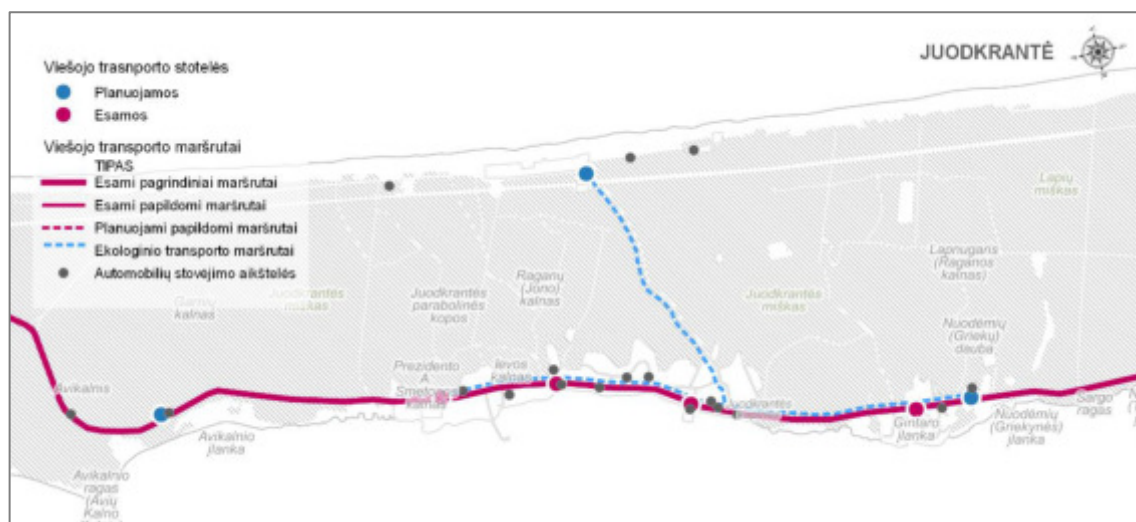 JUODKRANTĖ
Viešojo trasnporto stotelės
Planuojamos
Esamos
Viešojo transporto maršrutai
TIPAS
Esami pagrindiniai maršrutai
Esami papildomi maršrutai
Planuojami papildomi maršrutai
Ekologinio transporto maršrutai
Automobilių stovėjimo aikštelės
Lapių
miškas
Lapnugaris
(Raganos
kalnas)
Raganų
(Jono)
kalnas
Garnių
kalnas
Juodkrantės
miškas
Juodkrantės
parabolinės
kopos
Juodkrantės
miškas
Nuodėmių
(Griekų)
dauba
Prezidento
A.
Smetonos
kalnas
Ievos
kalnas
Avikalnis
Juodkrantės
Gintaro
įlanka
Nuodėmių
(Griekynės)
įlanka
Sargo
ragas
Avikalnio
įlanka
Avikalnio
ragas
(Avių
Kalno